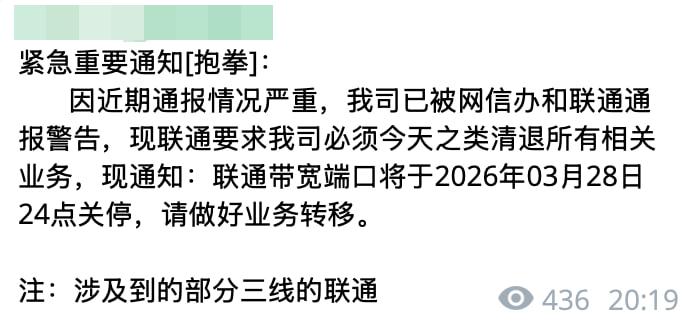 紧急重要通知[抱拳]：
因近期通报情况严重，我司已被网信办和联通通
报警告，现联通要求我司必须今天之类清退所有相关
业务，现通知：联通带宽端口将于2026年03月28日
24点关停，请做好业务转移。
注：涉及到的部分三线的联通
436 20:19